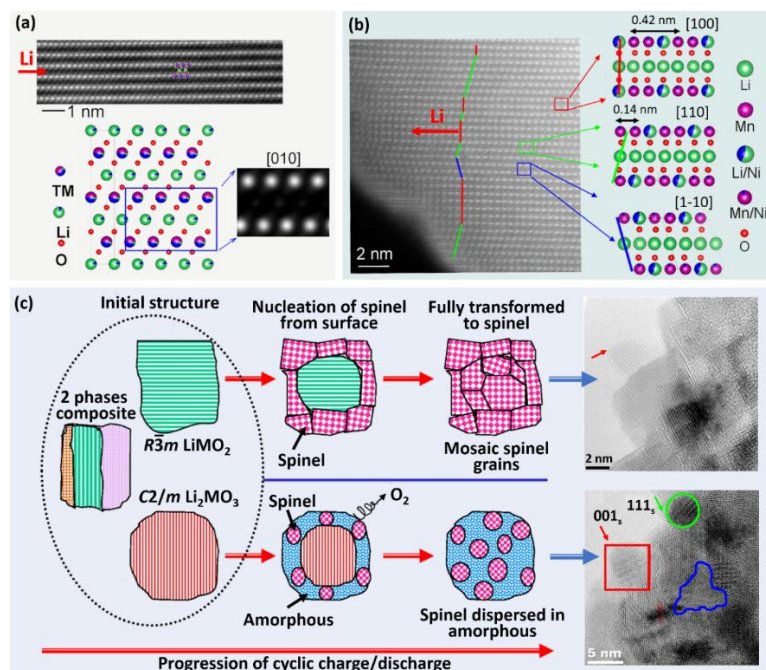 (a)
Li
1 nm
[010]
TM
Li
O
(b)
Li
2 nm
0.42 nm [100]
0.14 nm [110]
[1-10]
Li
Mn
Li/Ni
Mn/Ni
O
(c)
Initial structure
Nucleation of spinel
from surface
Fully transformed
to spinel
2 phases
composite
R3̅m LiMO₂
Spinel
Mosaic spinel
grains
2 nm
C2/m Li₂MO₃
Spinel
O₂
Amorphous
Spinel dispersed in
amorphous
001ₛ
111ₛ
5 nm
Progression of cyclic charge/discharge